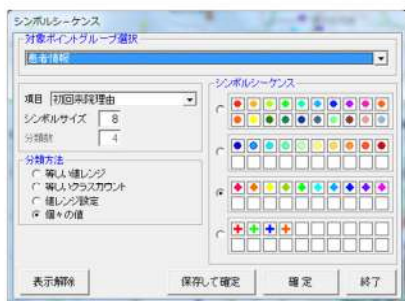 シンボルシーケンス
対象ポイントグループ選択
患者情報
項目 初回来院理由
シンボルサイズ 8
分類数 4
分類方法
等しい値レンジ
等しいクラスカウント
値レンジ設定
個々の値
シンボルシーケンス
表示解除
保存して確定
確定
終了